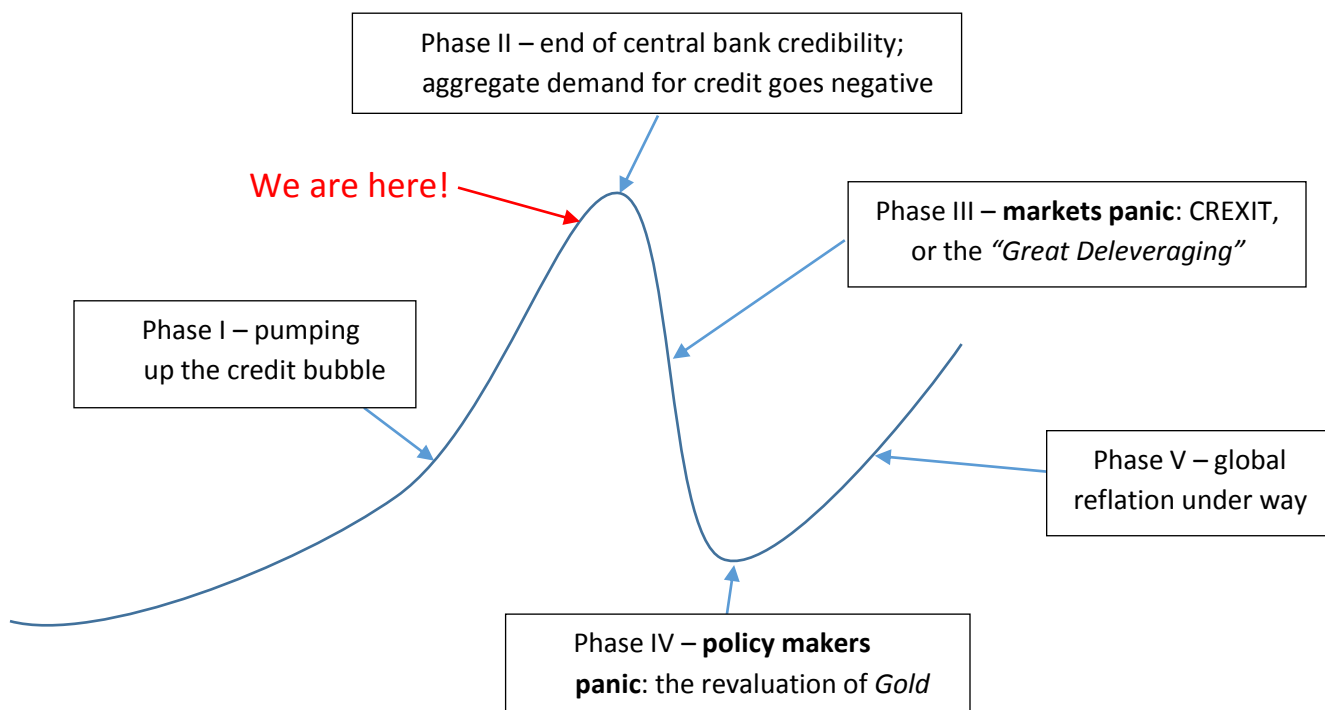 Phase II – end of central bank credibility;
aggregate demand for credit goes negative
We are here!
Phase III – markets panic: CREXIT,
or the “Great Deleveraging”
Phase I – pumping
up the credit bubble
Phase V – global
reflation under way
Phase IV – policy makers
panic: the revaluation of Gold